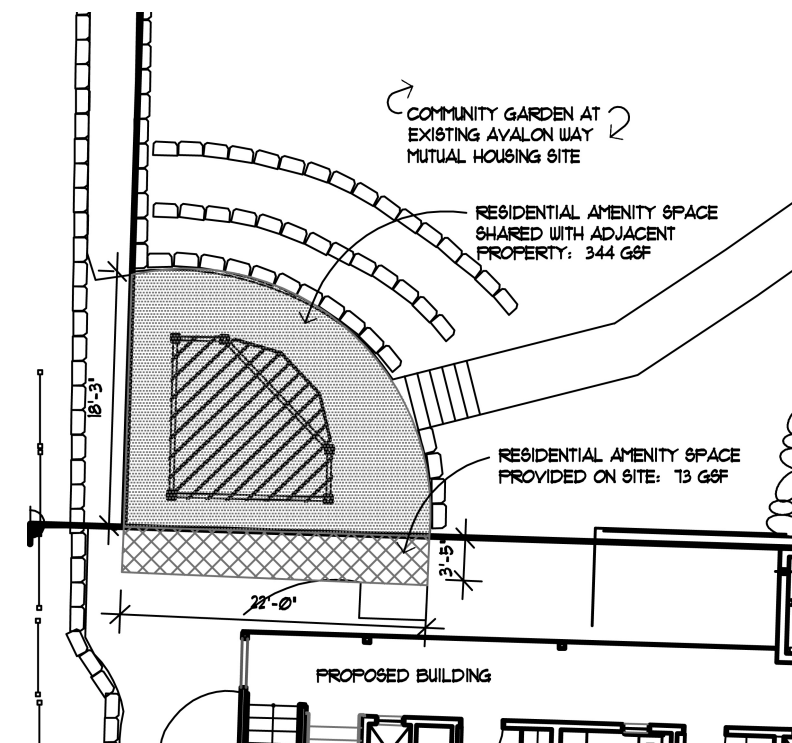 COMMUNITY GARDEN AT
EXISTING AVALON WAY
MUTUAL HOUSING SITE
RESIDENTIAL AMENITY SPACE
SHARED WITH ADJACENT
PROPERTY: 344 GSF
18'-3"
RESIDENTIAL AMENITY SPACE
PROVIDED ON SITE: 73 GSF
3'-5"
22'-0"
PROPOSED BUILDING